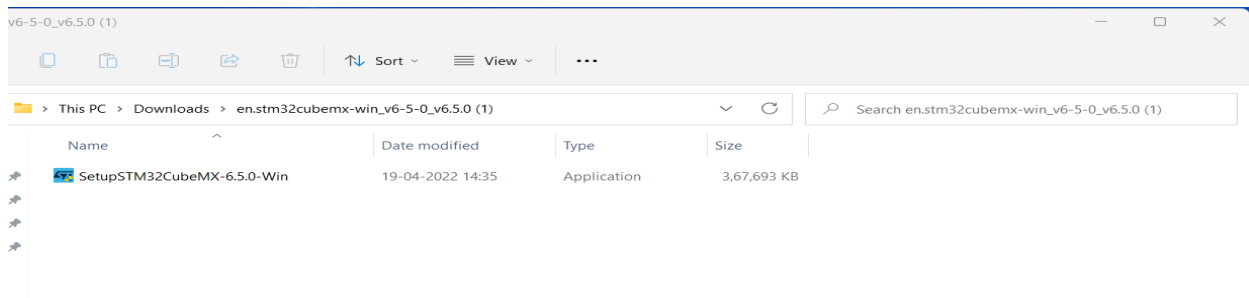 v6-5-0_v6.5.0 (1)
Sort View
This PC > Downloads > en.stm32cubemx-win_v6-5-0_v6.5.0 (1) Search en.stm32cubemx-win_v6-5-0_v6.5.0 (1)
Name Date modified Type Size
SetupSTM32CubeMX-6.5.0-Win 19-04-2022 14:35 Application 3,67,693 KB